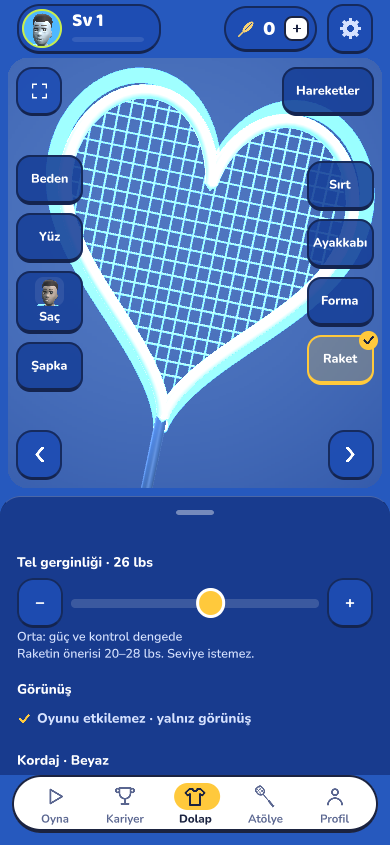 Sv 1
0
+
Hareketler
Beden
Sırt
Yüz
Ayakkabı
Saç
Forma
Şapka
Raket
Tel gerginliği · 26 lbs
−
+
Orta: güç ve kontrol dengede
Raketin önerisi 20–28 lbs. Seviye istemez.
Görünüş
Oyunu etkilemez · yalnız görünüş
Kordaj · Beyaz
Oyna
Kariyer
Dolap
Atölye
Profil